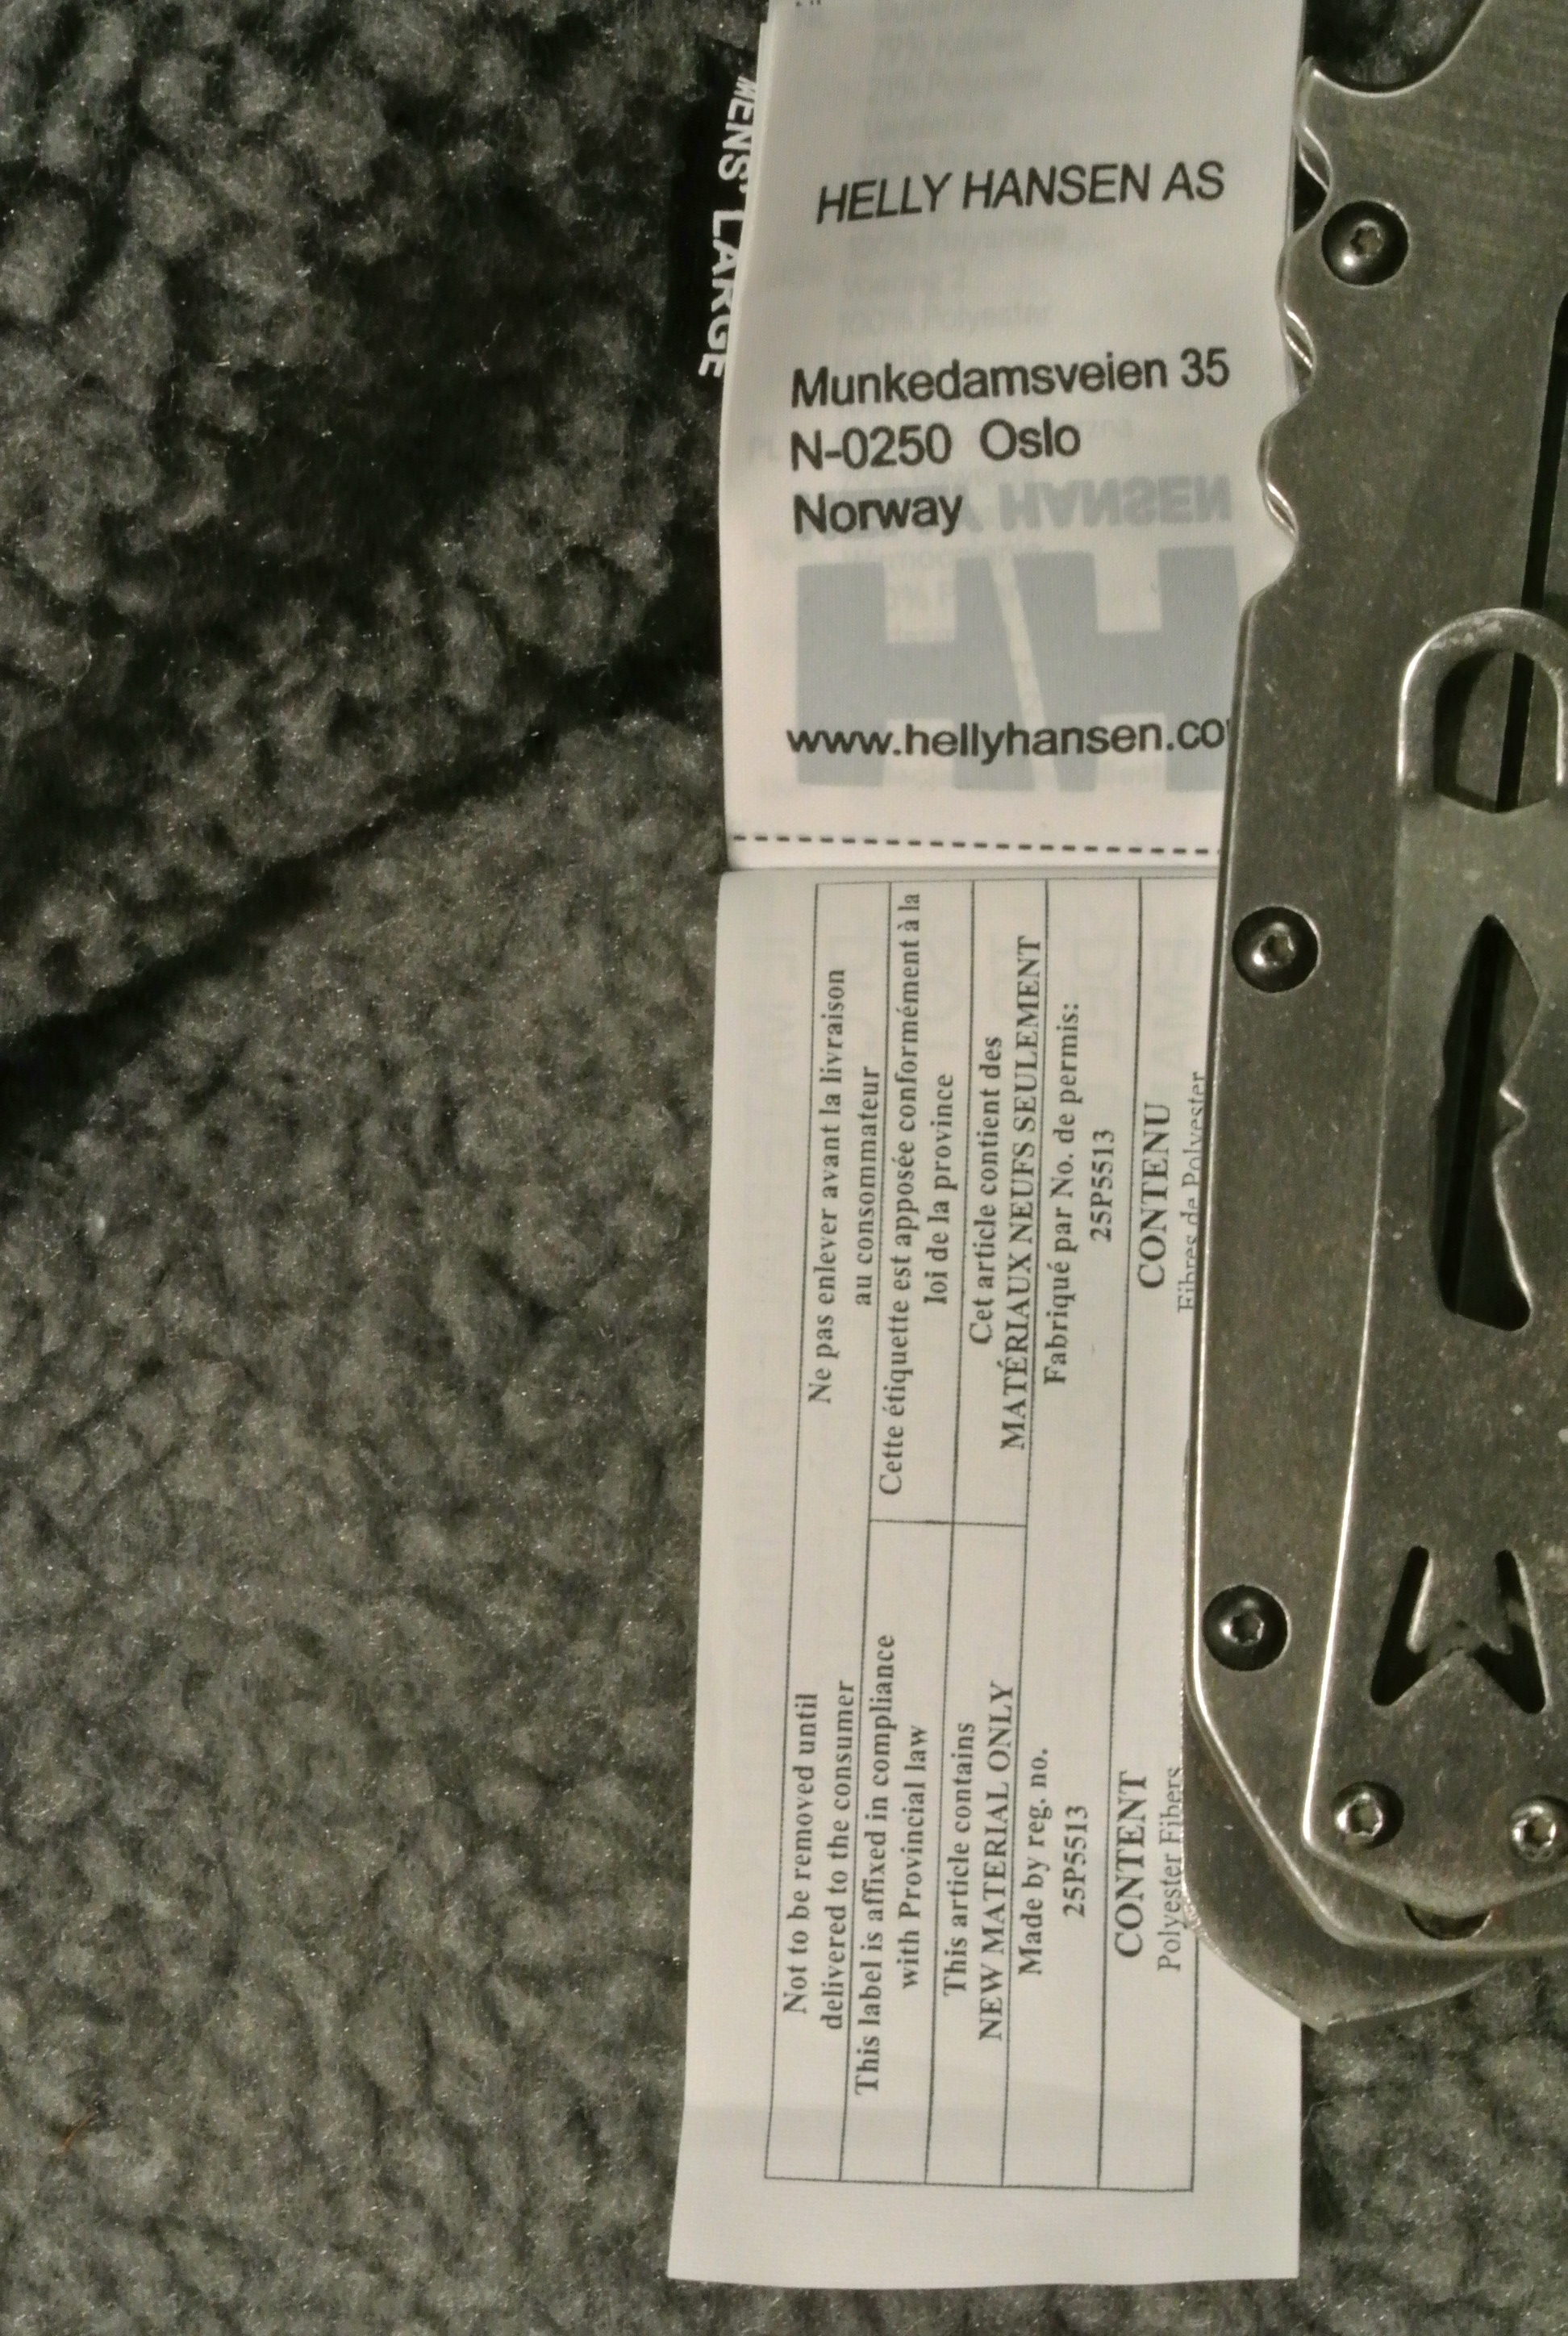 MENS' LARGE
HELLY HANSEN AS
Munkedamsveien 35
N-0250 Oslo
Norway
HANSEN
HH
www.hellyhansen.co
Ne pas enlever avant la livraison
au consommateur
Cette étiquette est apposée conformément à la
loi de la province
Cet article contient des
MATÉRIAUX NEUFS SEULEMENT
Fabriqué par No. de permis:
25P5513
CONTENU
Fibres de Polyester
Not to be removed until
delivered to the consumer
This label is affixed in compliance
with Provincial law
This article contains
NEW MATERIAL ONLY
Made by reg. no.
25P5513
CONTENT
Polyester Fibers